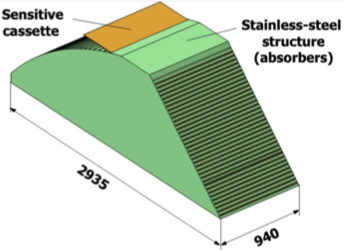 Sensitive
cassette
Stainless-steel
structure
(absorbers)
2935
940